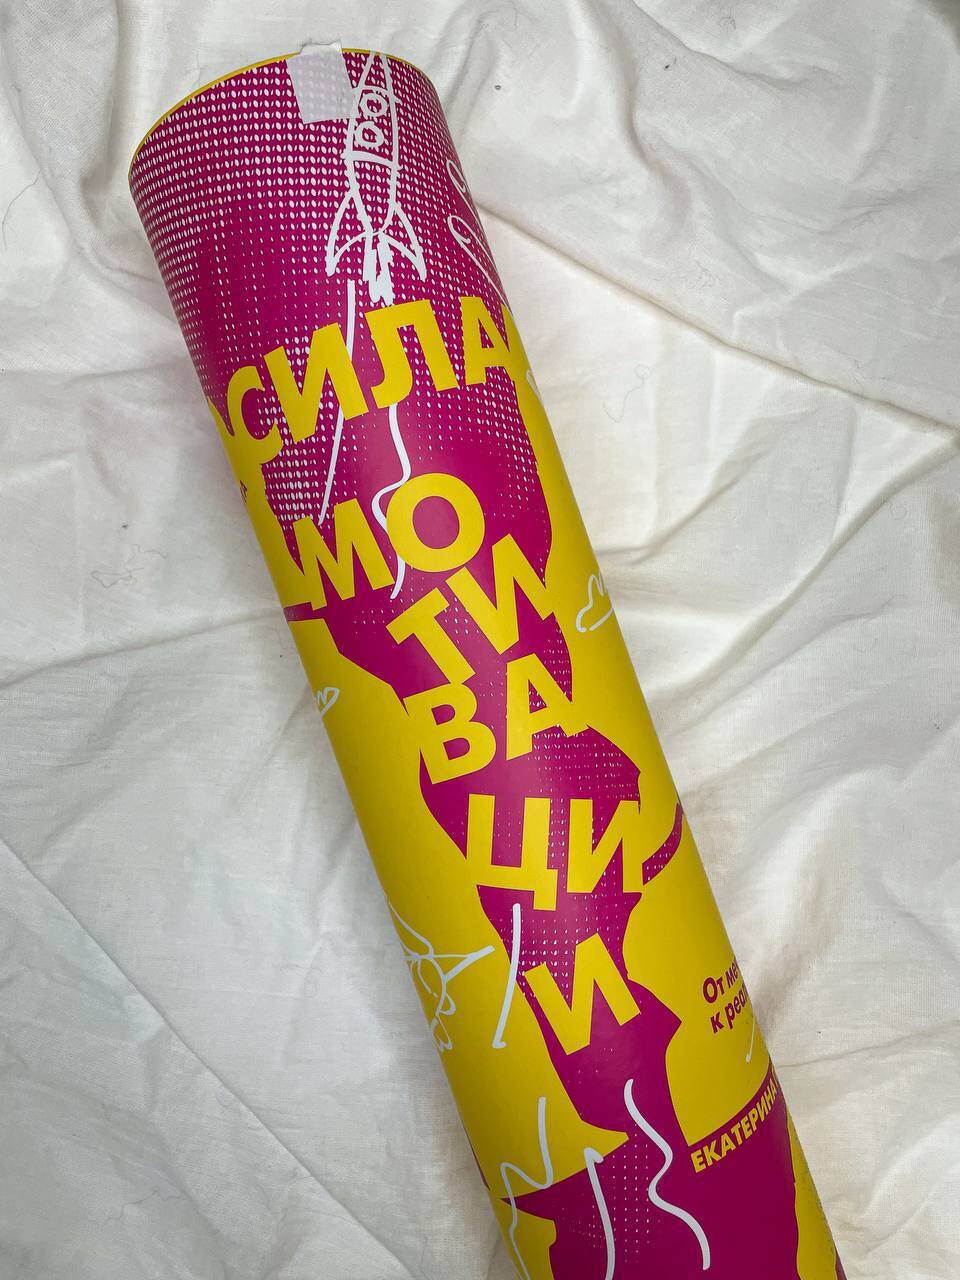 СИЛА
МО
ТИ
ВА
ЦИ
И
От
к
ЕКАТЕРИНА